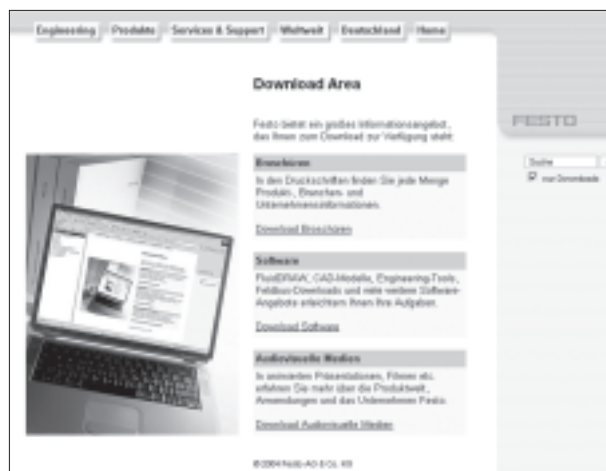 Engineering Produkte Services & Support Weltweit Deutschland Home
Download Area
Festo bietet ein großes Informationsangebot,
das Ihnen zum Download zur Verfügung steht:
FESTO
Suche
nur Downloads
Broschüren
In den Druckschriften finden Sie jede Menge
Produkt-, Branchen- und
Unternehmensinformationen.
Download Broschüren
Software
FluidDRAW, CAD-Modelle, Engineering-Tools,
Feldbus-Downloads und viele weitere Software-
Angebote erleichtern Ihnen Ihre Aufgaben.
Download Software
Audiovisuelle Medien
In animierten Präsentationen, Filmen etc.
erfahren Sie mehr über die Produktwelt,
Anwendungen und das Unternehmen Festo.
Download Audiovisuelle Medien
© 2004 Festo AG & Co. KG